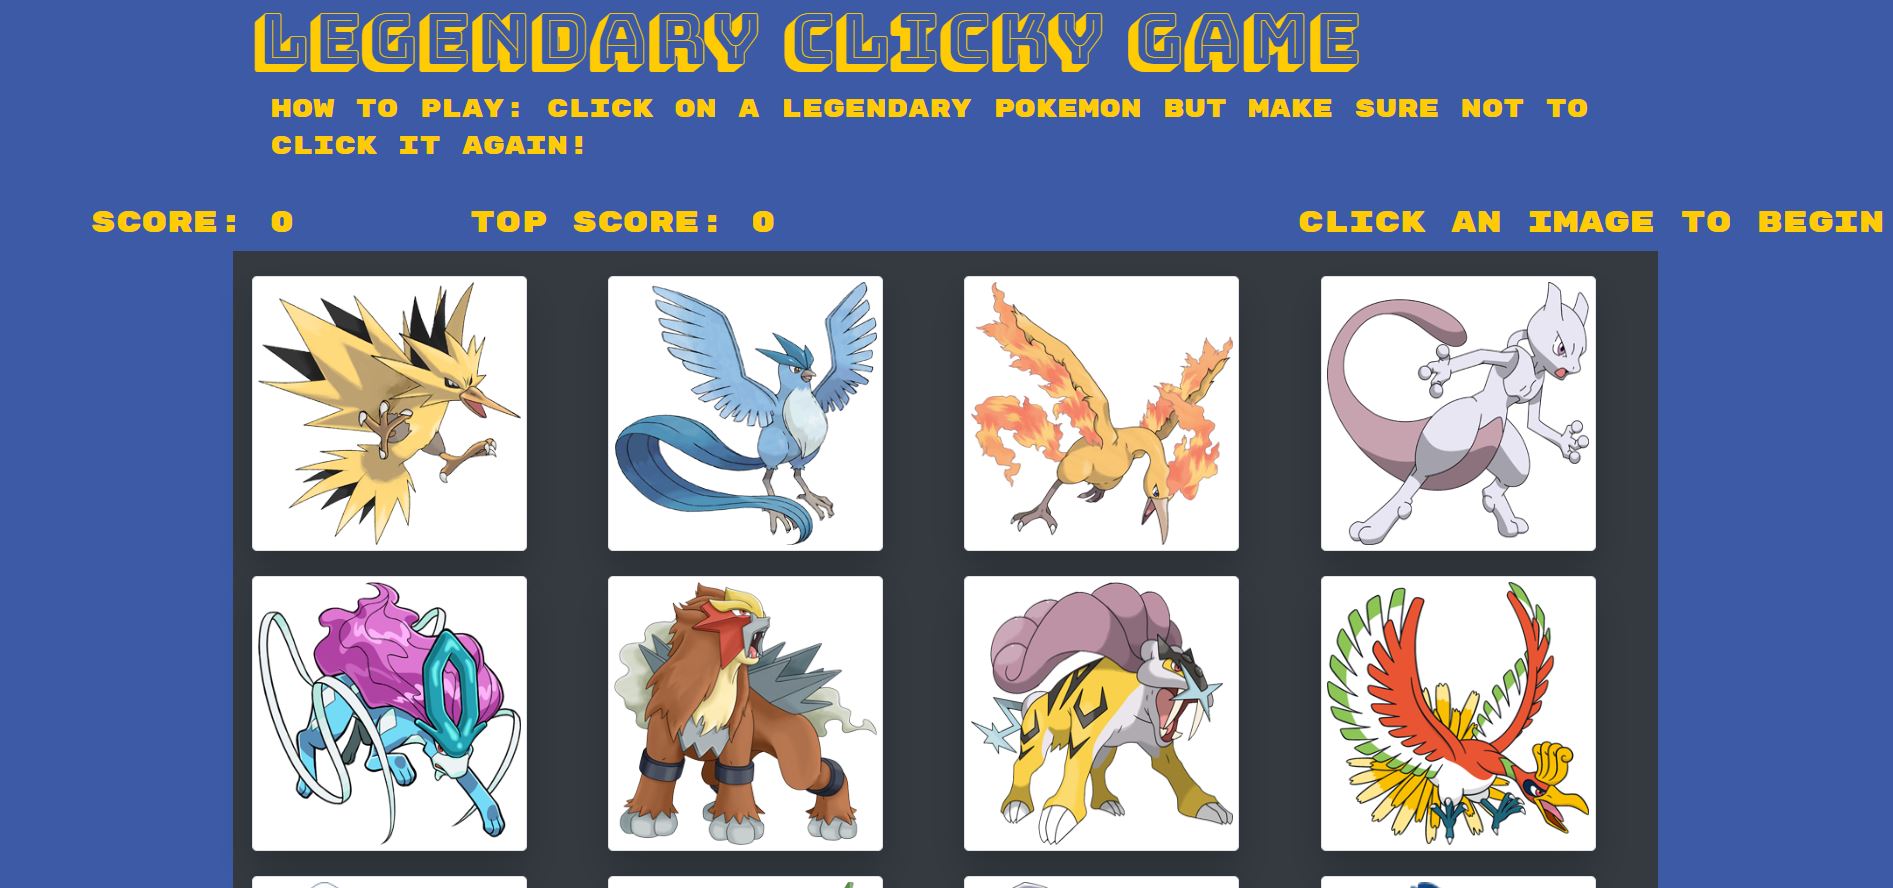 LEGENDARY CLICKY GAME
HOW TO PLAY: CLICK ON A LEGENDARY POKEMON BUT MAKE SURE NOT TO
CLICK IT AGAIN!
SCORE: 0 TOP SCORE: 0 CLICK AN IMAGE TO BEGIN